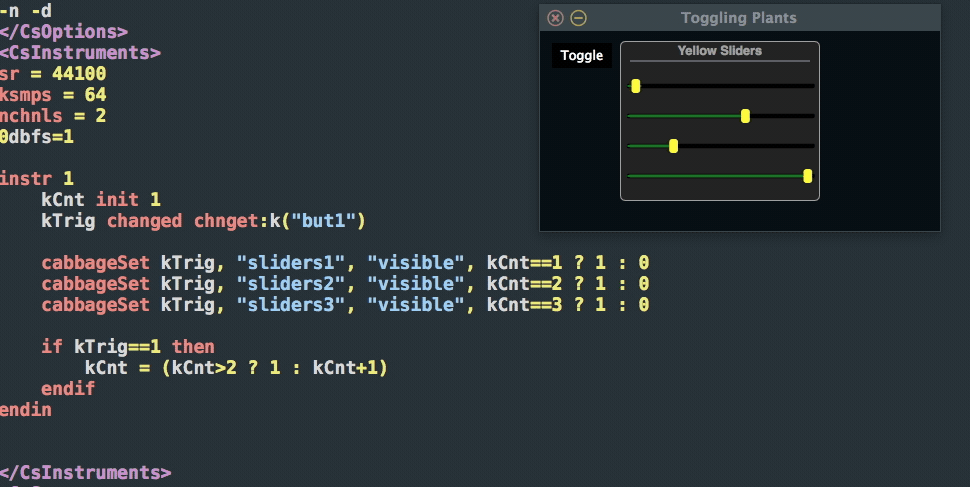 -n -d
</CsOptions>
<CsInstruments>
sr = 44100
ksmps = 64
nchnls = 2
0dbfs=1
instr 1
kCnt init 1
kTrig changed chnget:k("but1")
cabbageSet kTrig, "sliders1", "visible", kCnt==1 ? 1 : 0
cabbageSet kTrig, "sliders2", "visible", kCnt==2 ? 1 : 0
cabbageSet kTrig, "sliders3", "visible", kCnt==3 ? 1 : 0
if kTrig==1 then
kCnt = (kCnt>2 ? 1 : kCnt+1)
endif
endin
</CsInstruments>
Toggling Plants
Toggle
Yellow Sliders